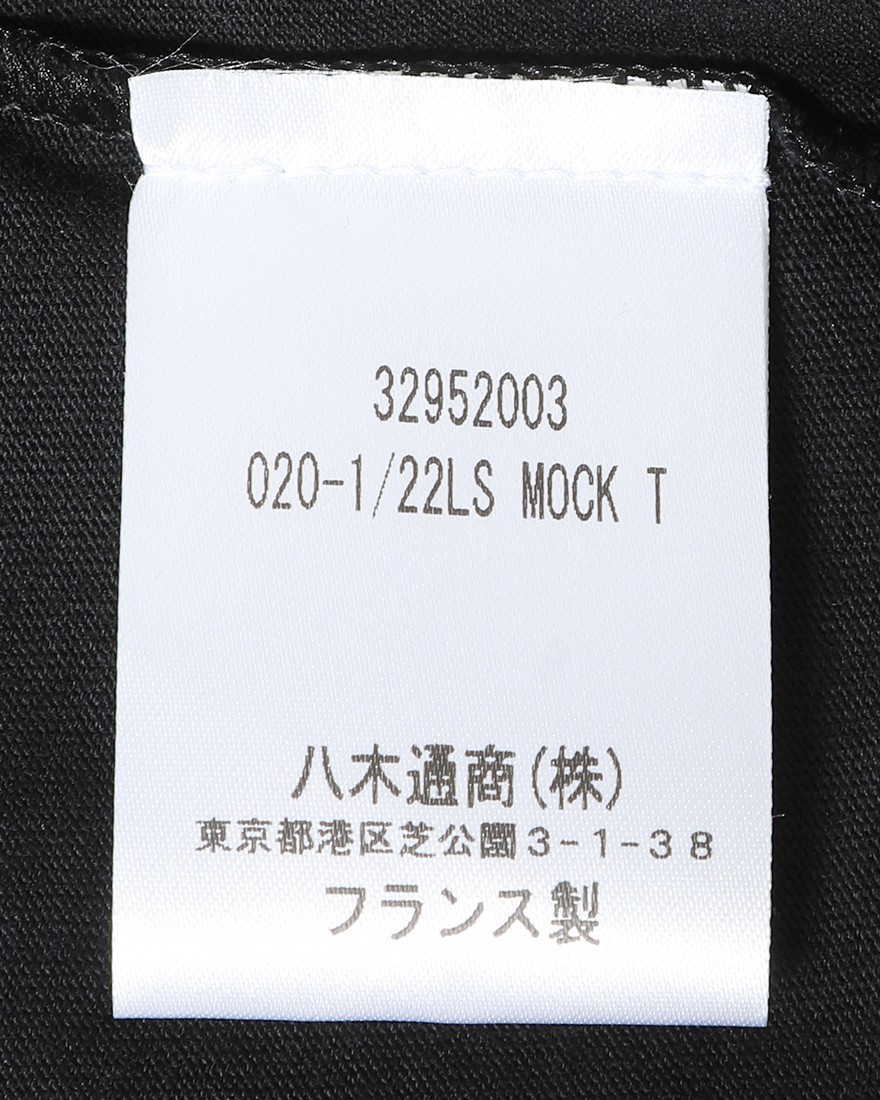 32952003
020-1/22LS MOCK T
八木通商(株)
東京都港区芝公園3-1-38
フランス製